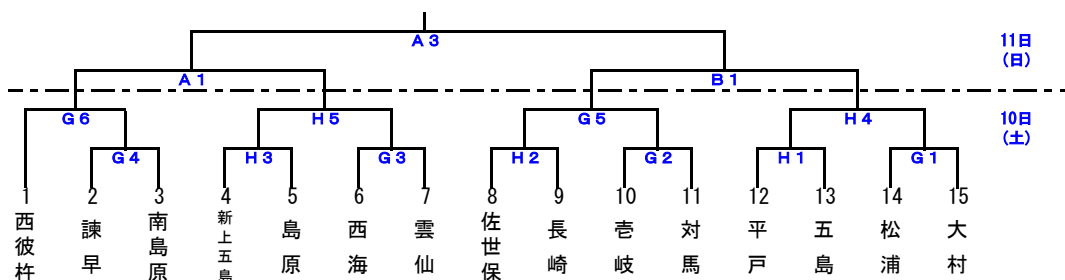 A3
11日
(日)
A1
B1
G6
H5
G5
H4
10日
(土)
G4
H3
G3
H2
G2
H1
G1
1 2 3 4 5 6 7 8 9 10 11 12 13 14 15
西彼杵
諫早
南島原
新上五島
島原
西海
雲仙
佐世保
長崎
壱岐
対馬
平戸
五島
松浦
大村